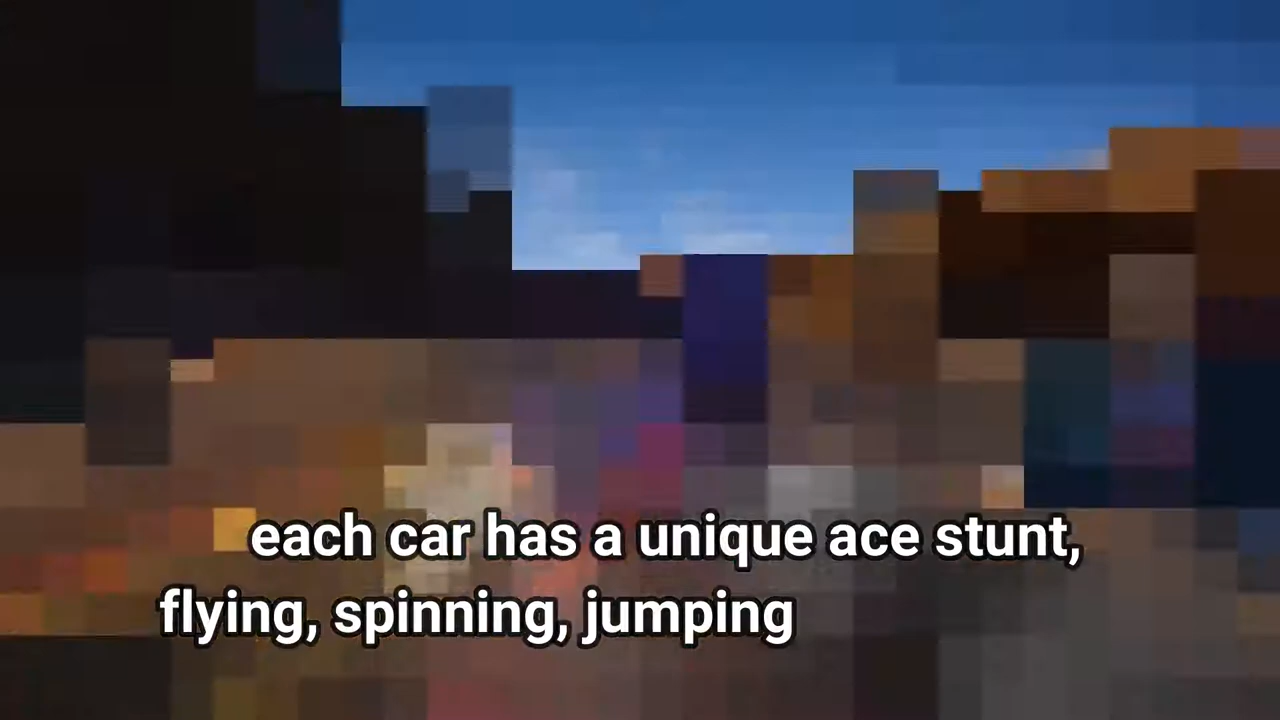 each car has a unique ace stunt,
flying, spinning, jumping